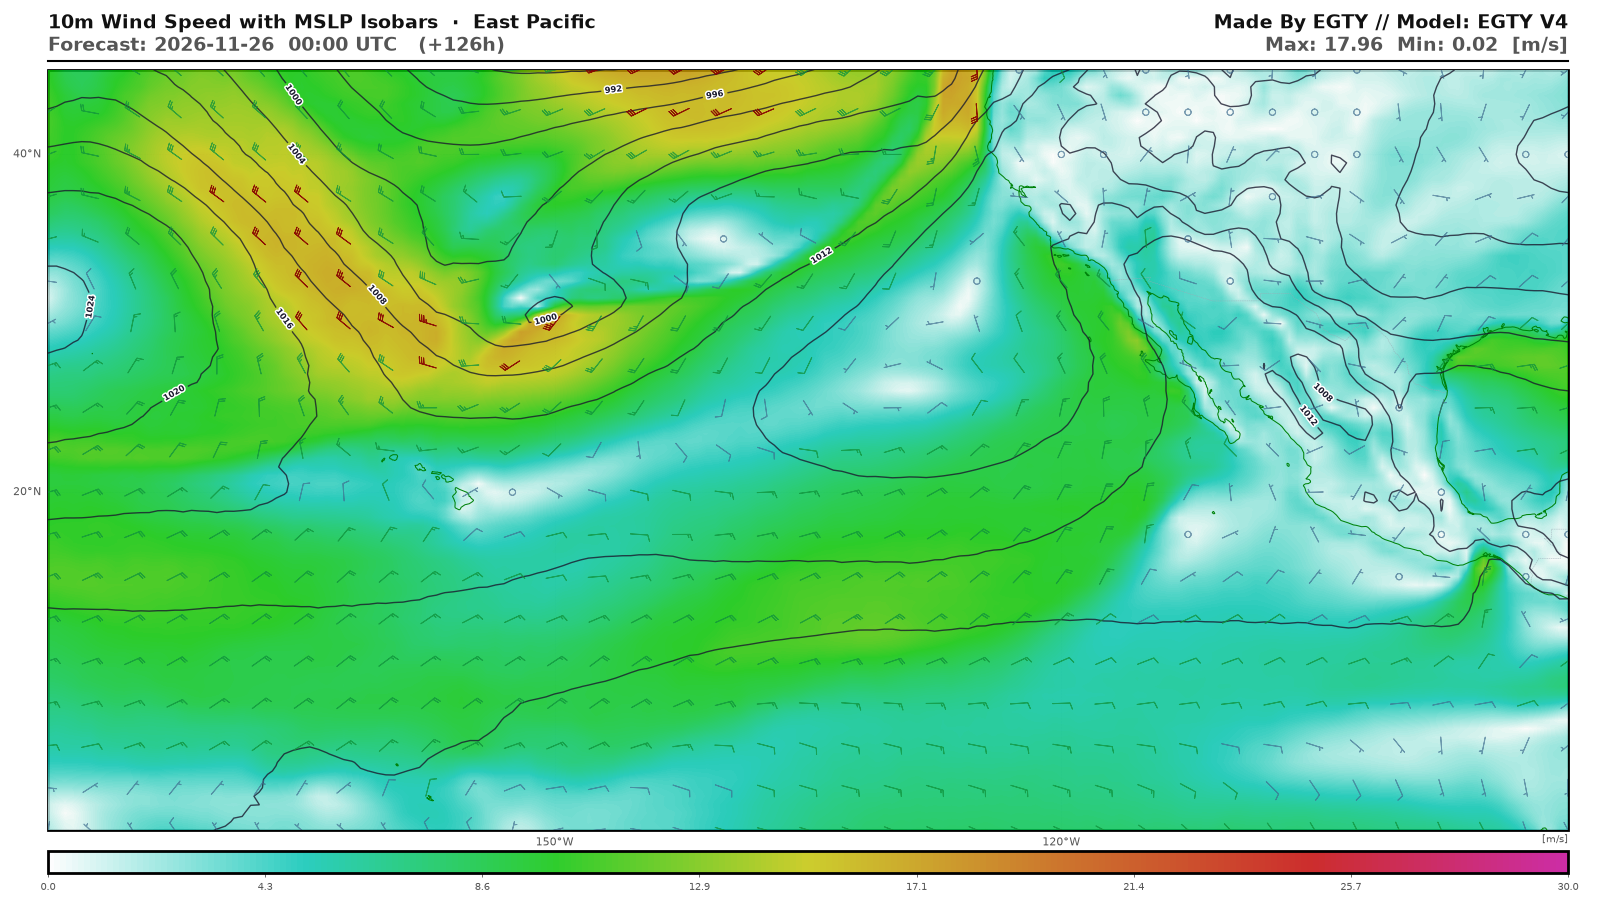 10m Wind Speed with MSLP Isobars · East Pacific
Made By EGTY // Model: EGTY V4
Forecast: 2026-11-26 00:00 UTC (+126h)
Max: 17.96 Min: 0.02 [m/s]
992
996
1000
1004
40°N
1012
1024
1008
1000
1016
1020
1008
1012
20°N
150°W
120°W
[m/s]
0.0
4.3
8.6
12.9
17.1
21.4
25.7
30.0